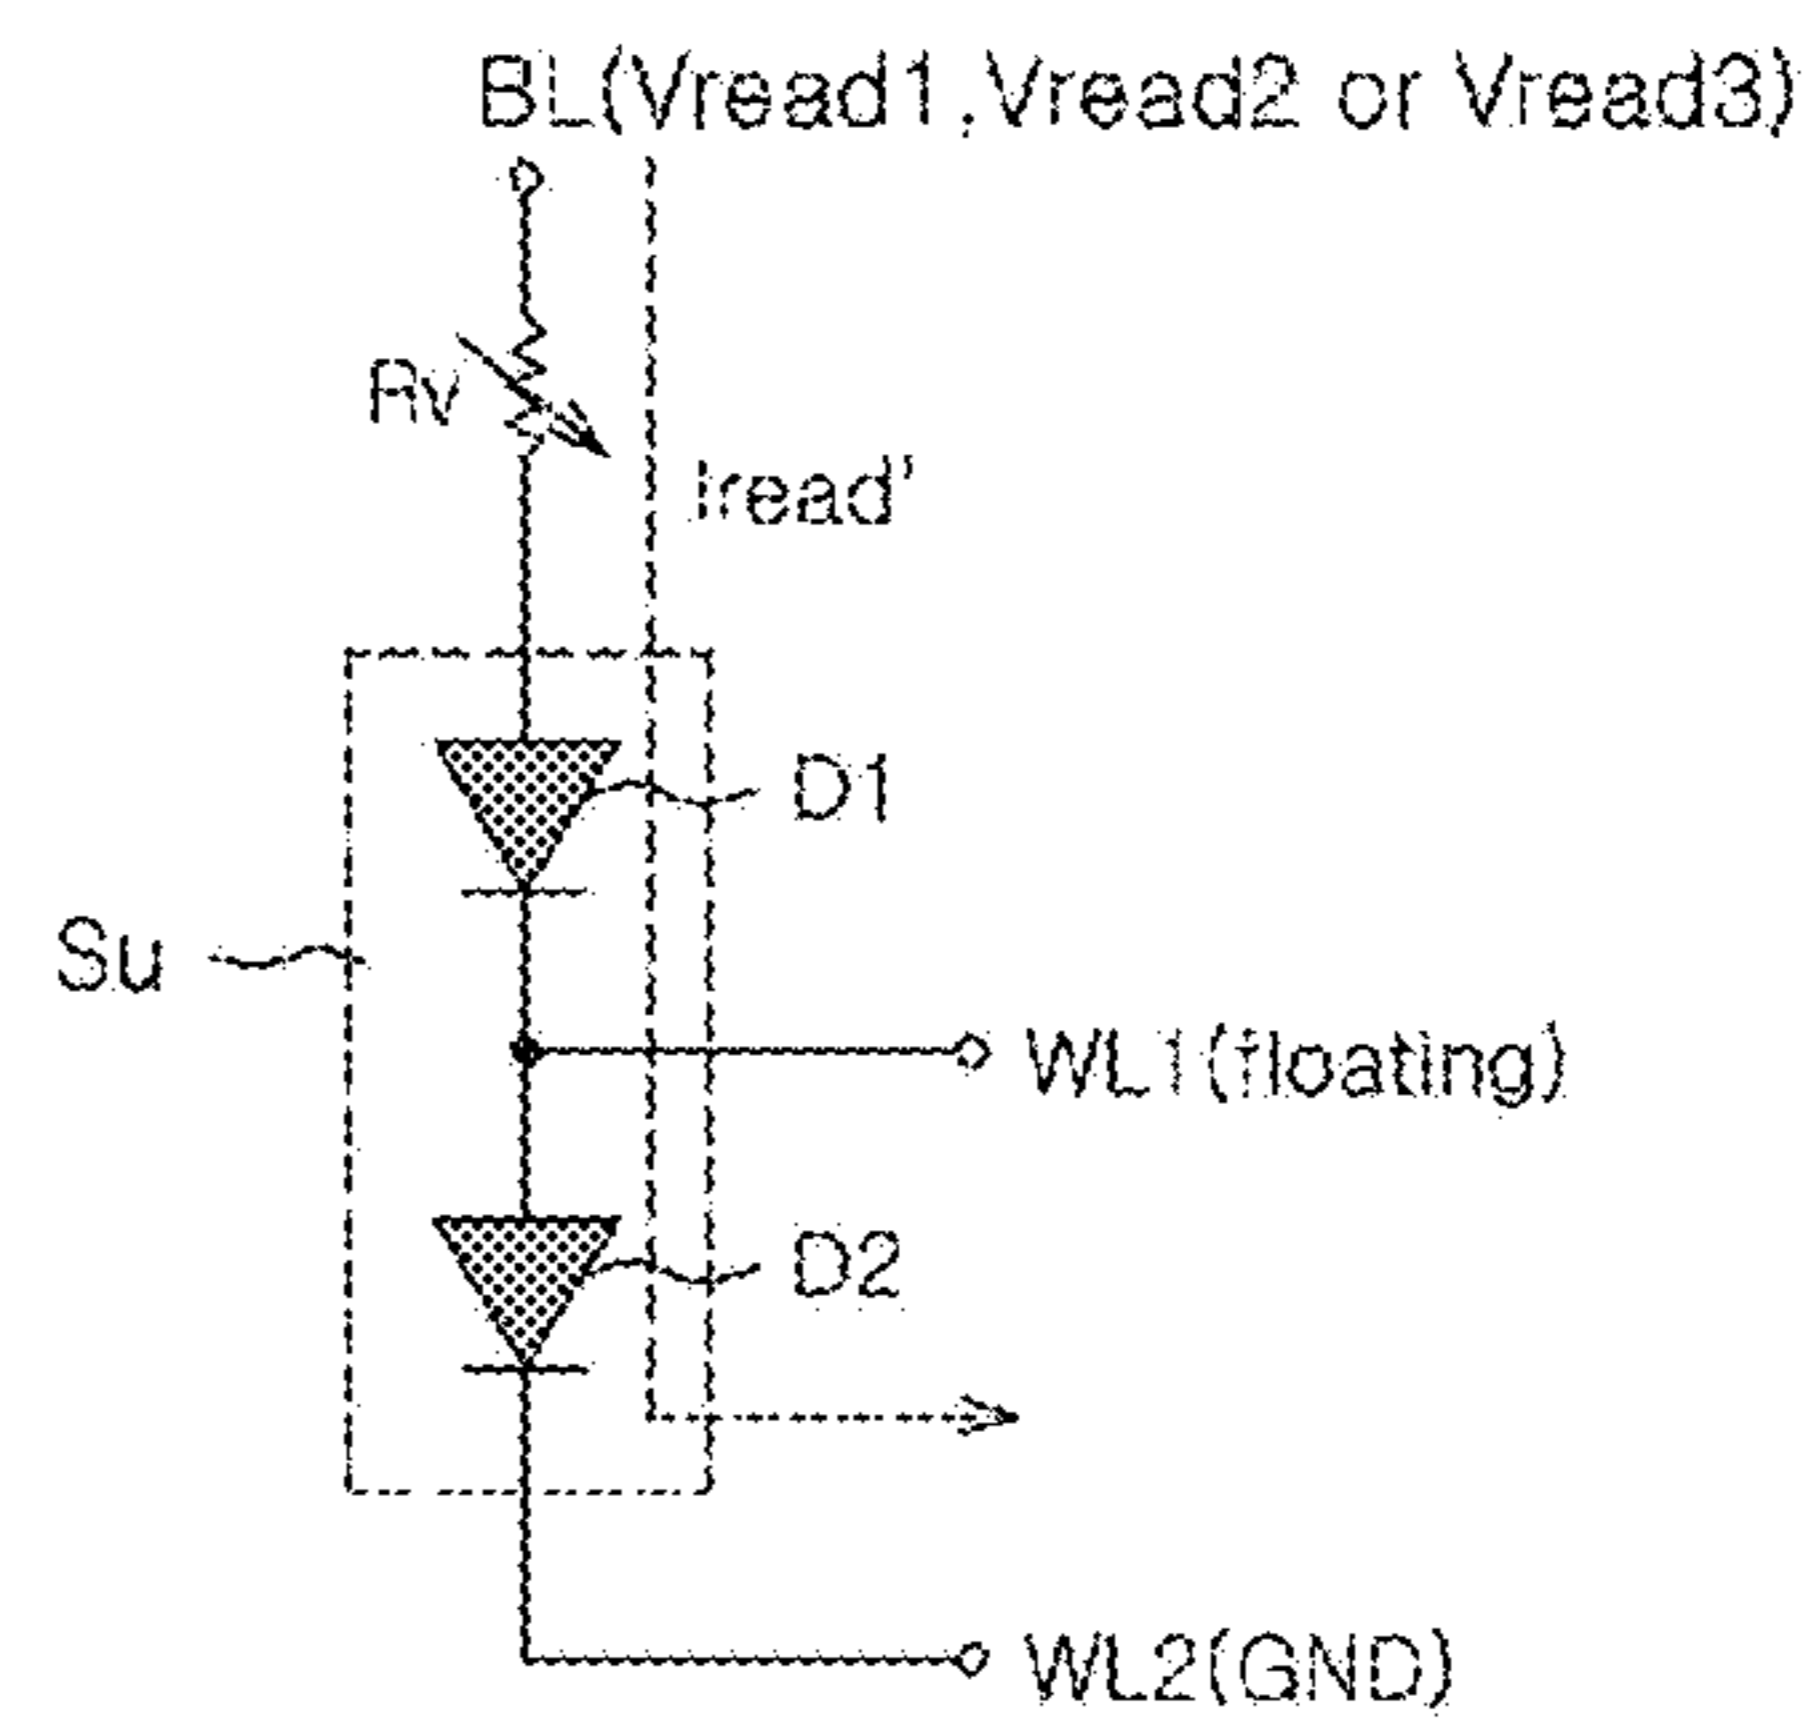 BL(Vread1,Vread2 or Vread3)
Rv
Iread'
D1
Su
WL1(floating)
D2
WL2(GND)